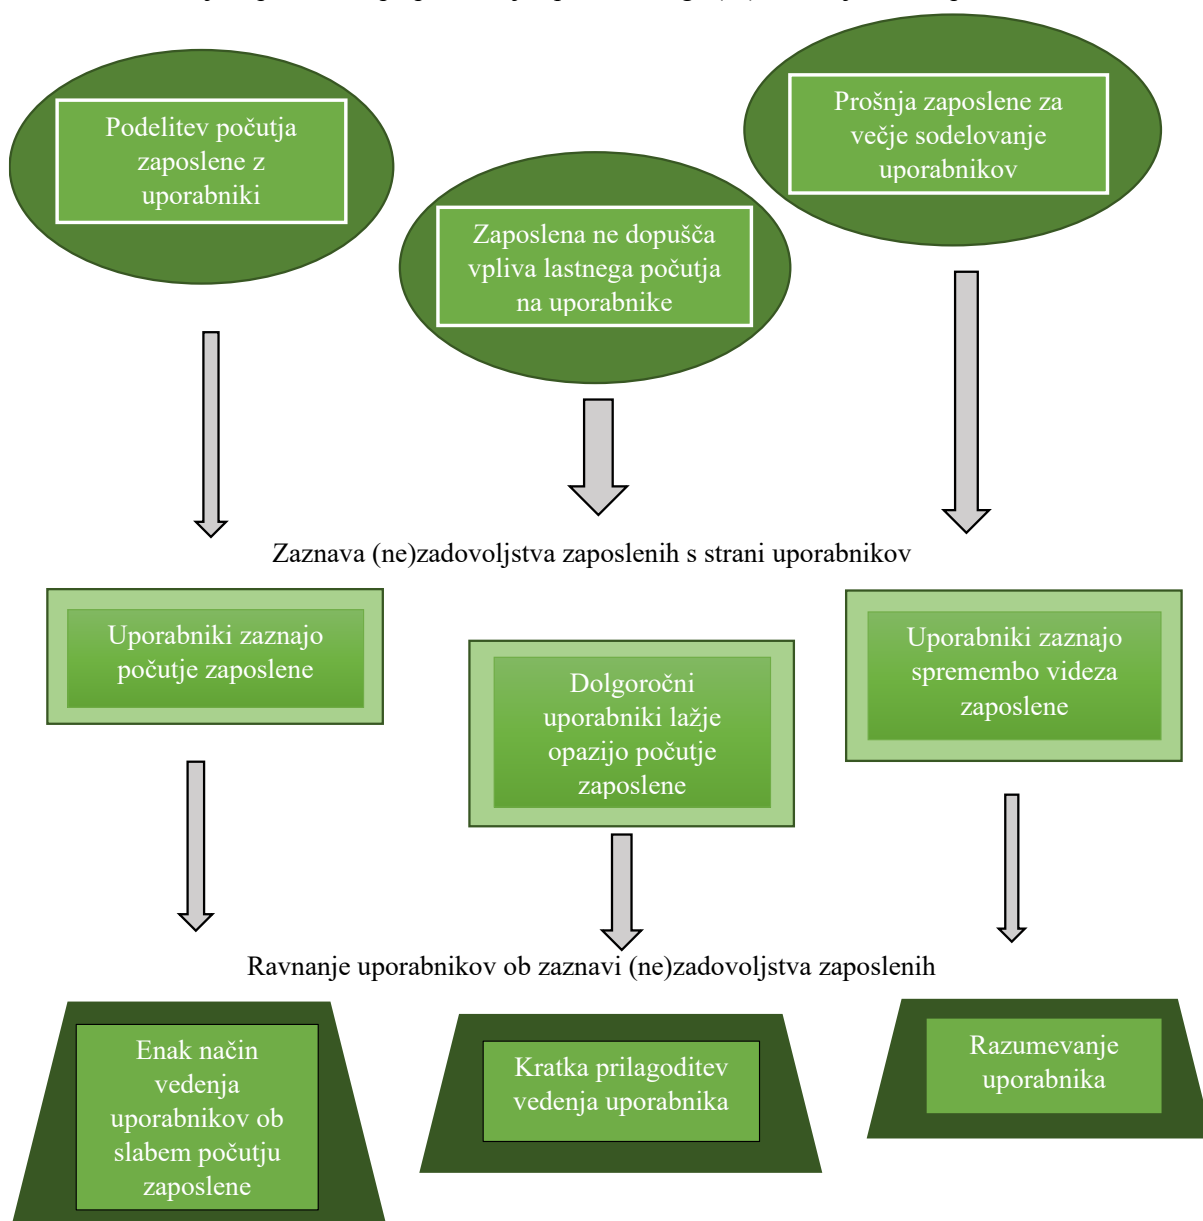 Podelitev počutja
zaposlene z
uporabniki
Zaposlena ne dopušča
vpliva lastnega počutja
na uporabnike
Prošnja zaposlene za
večje sodelovanje
uporabnikov
Zaznava (ne)zadovoljstva zaposlenih s strani uporabnikov
Uporabniki zaznajo
počutje zaposlene
Dolgoročni
uporabniki lažje
opazijo počutje
zaposlene
Uporabniki zaznajo
spremembo videza
zaposlene
Ravnanje uporabnikov ob zaznavi (ne)zadovoljstva zaposlenih
Enak način
vedenja
uporabnikov ob
slabem počutju
zaposlene
Kratka prilagoditev
vedenja uporabnika
Razumevanje
uporabnika